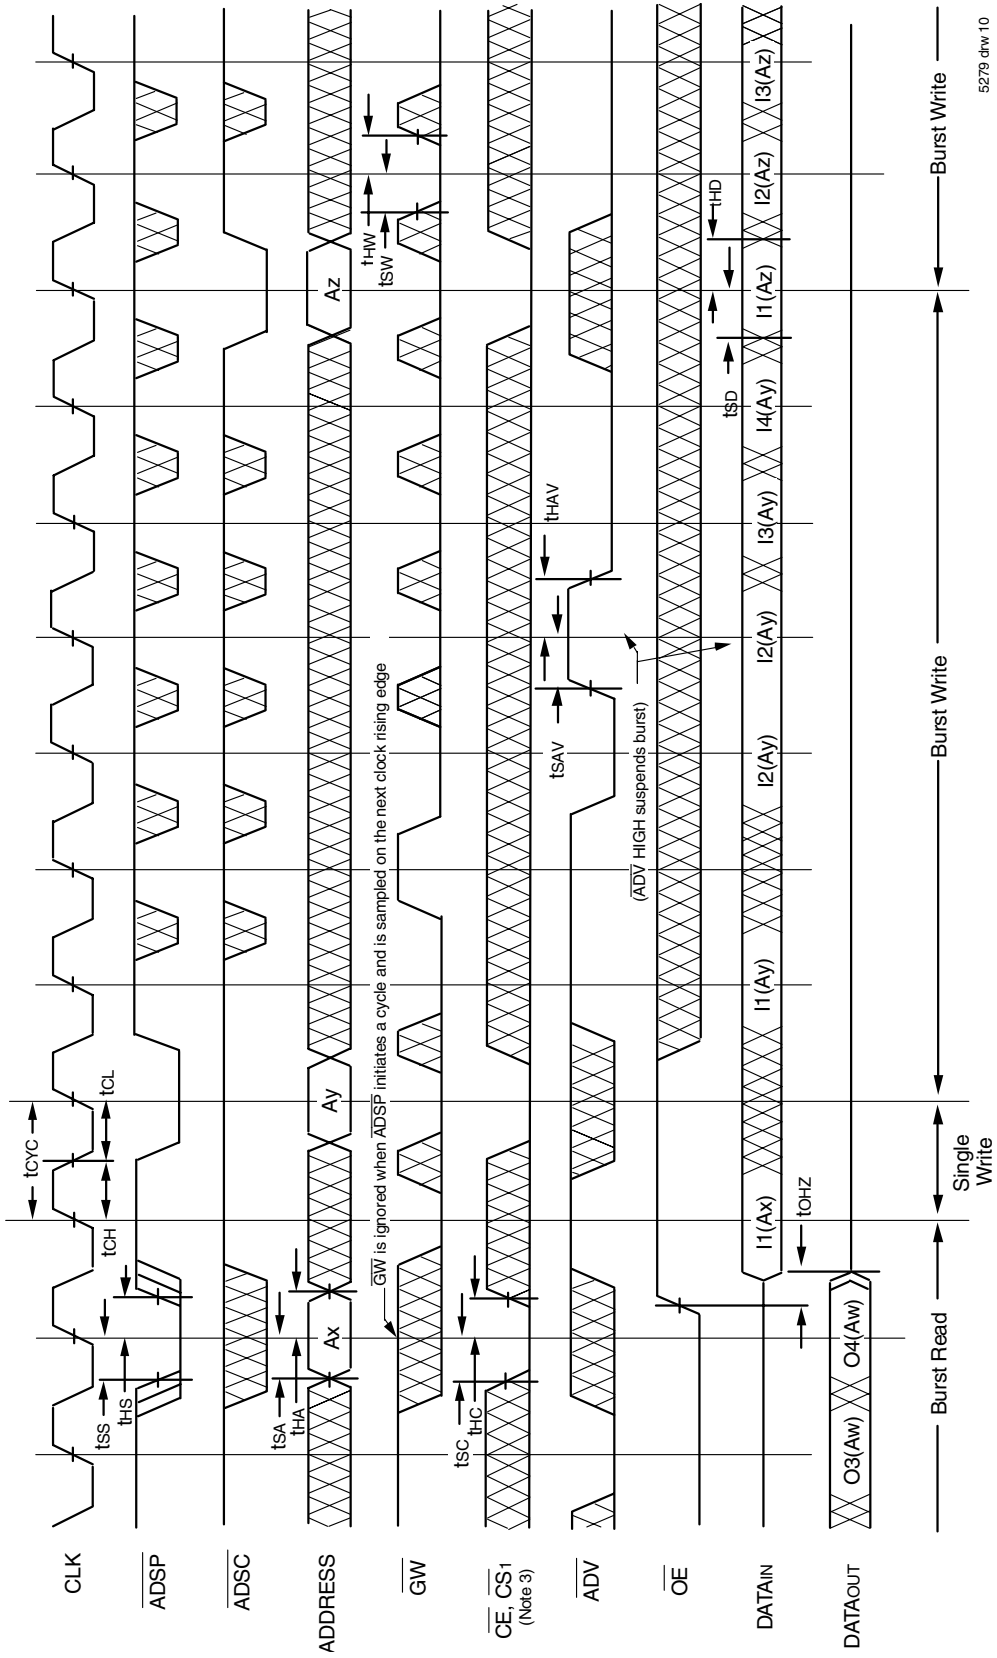 CLK
tCYC
tCH
tCL
ADSP
tSS
tHS
ADSC
ADDRESS
tSA
tHA
Ax
Ay
Az
GW
GW is ignored when ADSP initiates a cycle and is sampled on the next clock rising edge
tHW
tSW
CE, CS1
(Note 3)
tSC
tHC
ADV
tSAV
tHAV
(ADV HIGH suspends burst)
OE
DATAIN
I1(Ax)
I1(Ay)
I2(Ay)
I2(Ay)
I3(Ay)
I4(Ay)
I1(Az)
I2(Az)
I3(Az)
tSD
tHD
DATAOUT
O3(Aw)
O4(Aw)
tOHZ
Burst Read
Single
Write
Burst Write
Burst Write
5279 drw 10